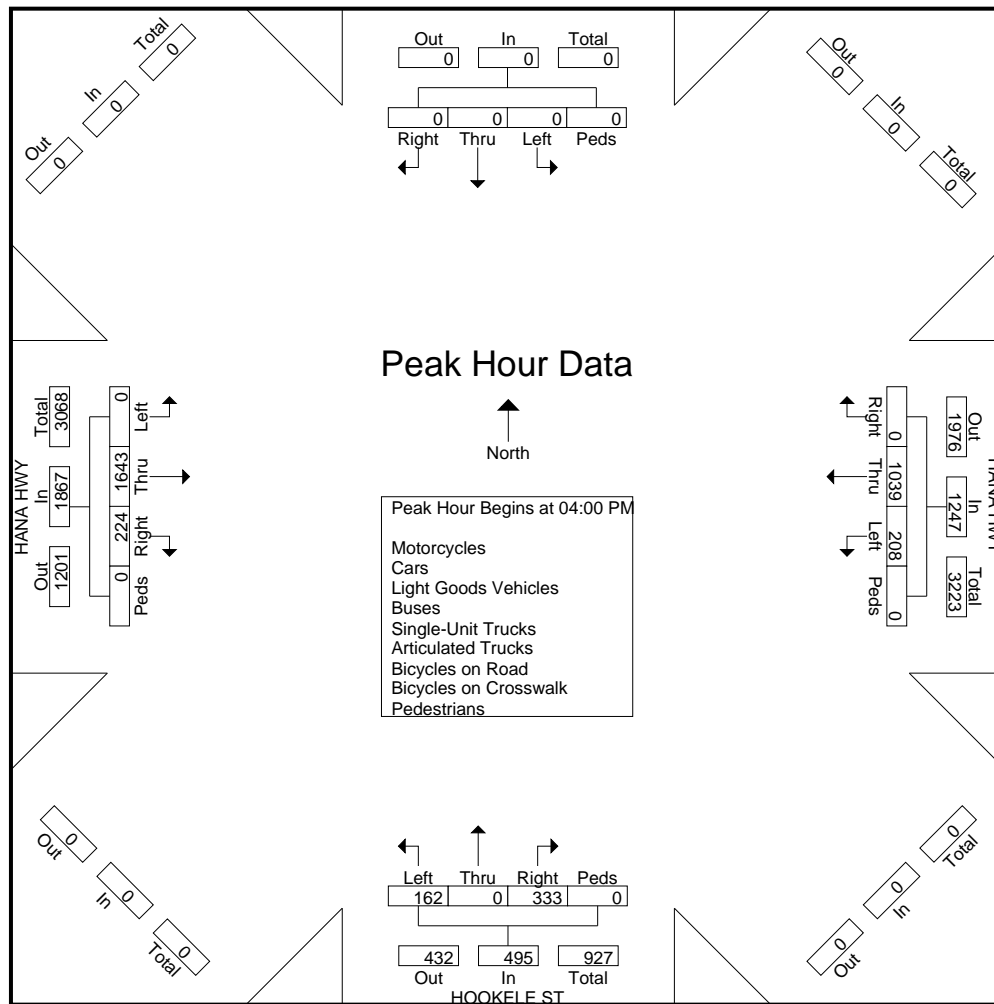 Out In Total
0 0 0
0 0 0 0
Right Thru Left Peds
Total
0
In
0
Out
0
Out
0
In
0
Total
0
Peak Hour Data
North
Peak Hour Begins at 04:00 PM
Motorcycles
Cars
Light Goods Vehicles
Buses
Single-Unit Trucks
Articulated Trucks
Bicycles on Road
Bicycles on Crosswalk
Pedestrians
HANA HWY
Out In Total
1201 1867 3068
0 224 1643 0
Peds Right Thru Left
HANA HWY
Out In Total
1976 1247 3223
0 1039 208 0
Right Thru Left Peds
Out
0
In
0
Total
0
Total
0
In
0
Out
0
Left Thru Right Peds
162 0 333 0
432 495 927
Out In Total
HOOKELE ST